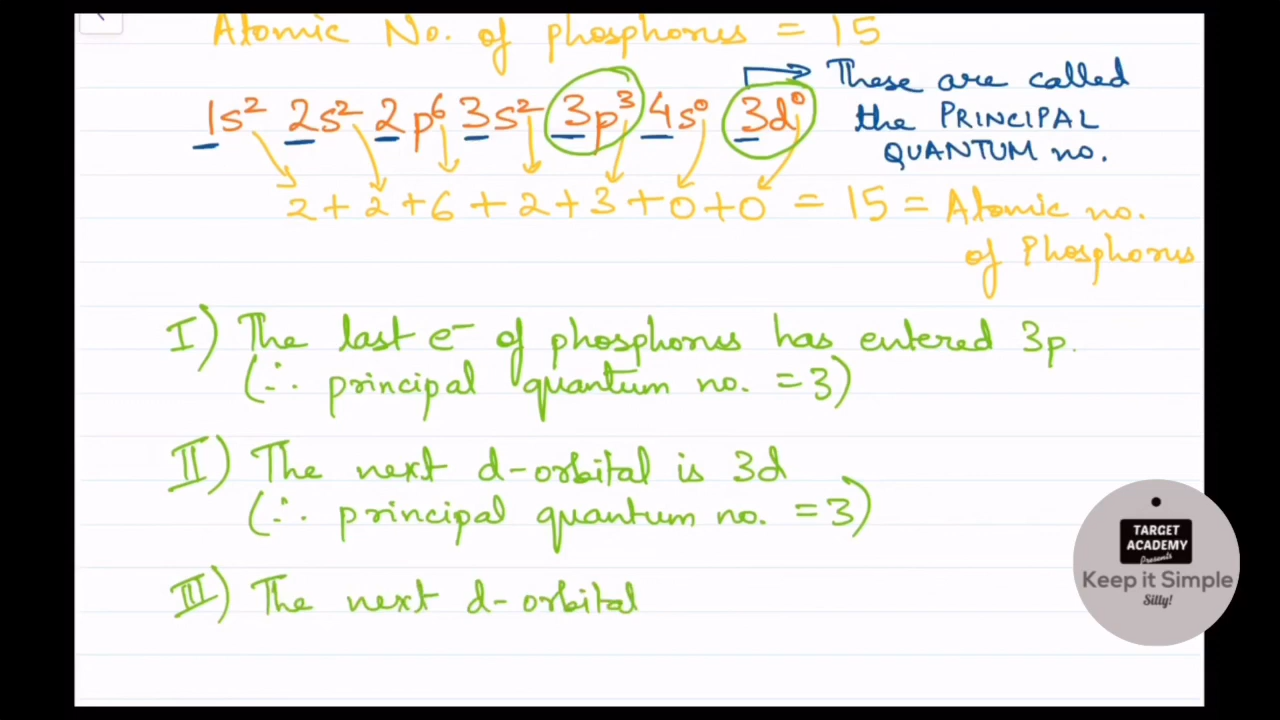 Atomic No. of phosphorus = 15
These are called
the PRINCIPAL
QUANTUM no.
1s² 2s² 2p⁶ 3s² 3p³ 4s⁰ 3d⁰
2 + 2 + 6 + 2 + 3 + 0 + 0 = 15 = Atomic no.
of Phosphorus
I) The last e⁻ of phosphorus has entered 3p.
(∴ principal quantum no. = 3)
II) The next d-orbital is 3d
(∴ principal quantum no. = 3)
III) The next d-orbital
TARGET
ACADEMY
Presents
Keep it Simple
Silly!